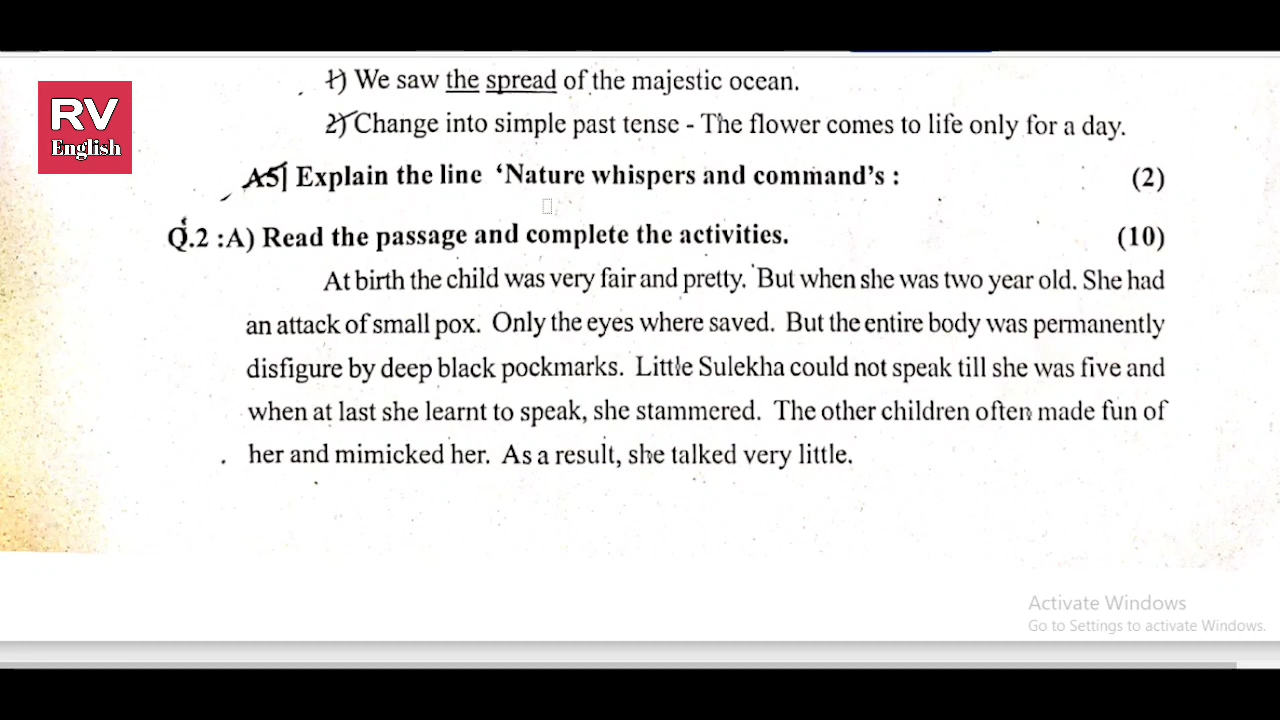 RV
English
1) We saw the spread of the majestic ocean.
2) Change into simple past tense - The flower comes to life only for a day.
A5] Explain the line 'Nature whispers and command's : (2)
Q.2 :A) Read the passage and complete the activities. (10)
At birth the child was very fair and pretty. But when she was two year old. She had
an attack of small pox. Only the eyes where saved. But the entire body was permanently
disfigure by deep black pockmarks. Little Sulekha could not speak till she was five and
when at last she learnt to speak, she stammered. The other children often made fun of
her and mimicked her. As a result, she talked very little.
Activate Windows
Go to Settings to activate Windows.